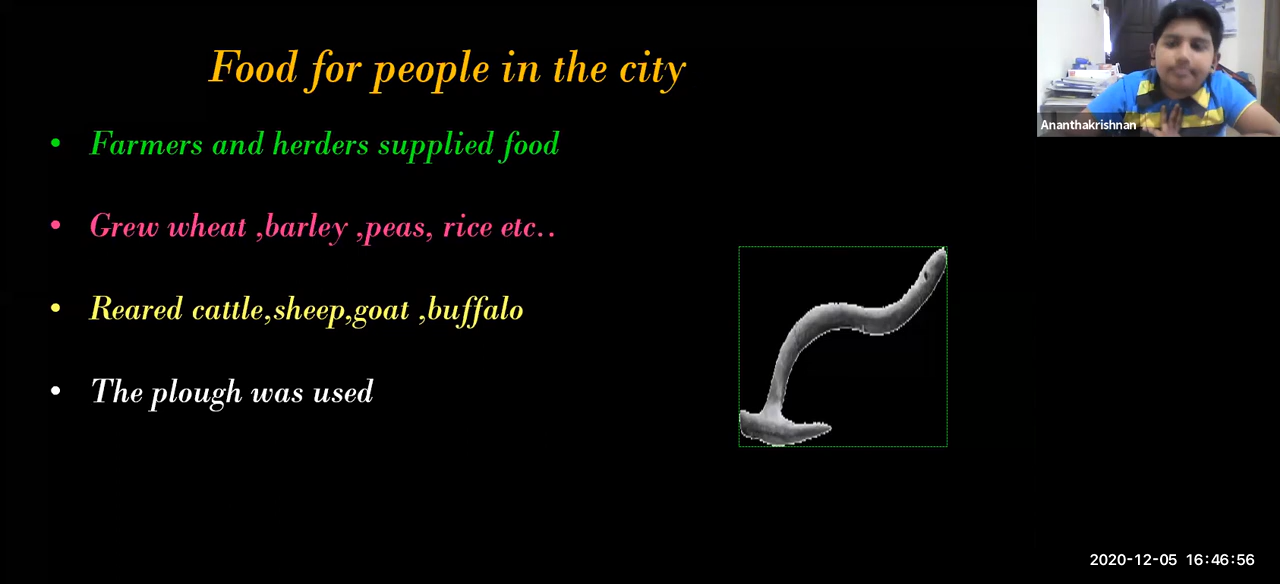 Food for people in the city
Ananthakrishnan
• Farmers and herders supplied food
• Grew wheat ,barley ,peas, rice etc..
• Reared cattle,sheep,goat ,buffalo
• The plough was used
2020-12-05 16:46:56